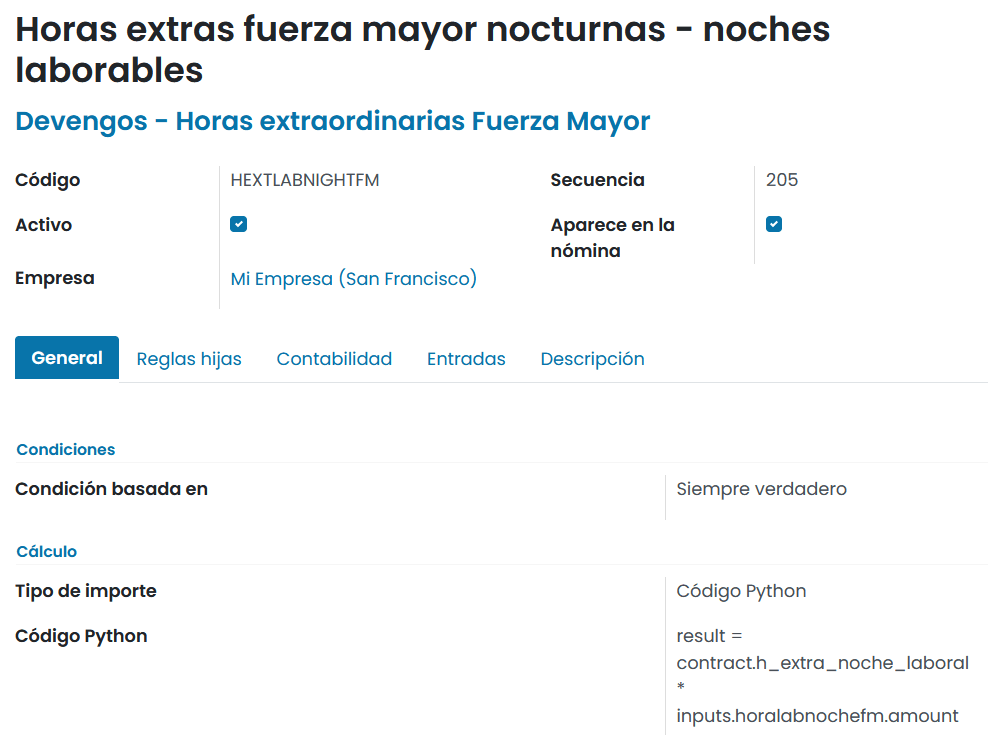 Horas extras fuerza mayor nocturnas - noches
laborables
Devengos - Horas extraordinarias Fuerza Mayor
Código HEXTLABNIGHTFM Secuencia 205
Activo Aparece en la
nómina
Empresa Mi Empresa (San Francisco)
General Reglas hijas Contabilidad Entradas Descripción
Condiciones
Condición basada en Siempre verdadero
Cálculo
Tipo de importe Código Python
Código Python result =
contract.h_extra_noche_laboral
*
inputs.horalabnochefm.amount